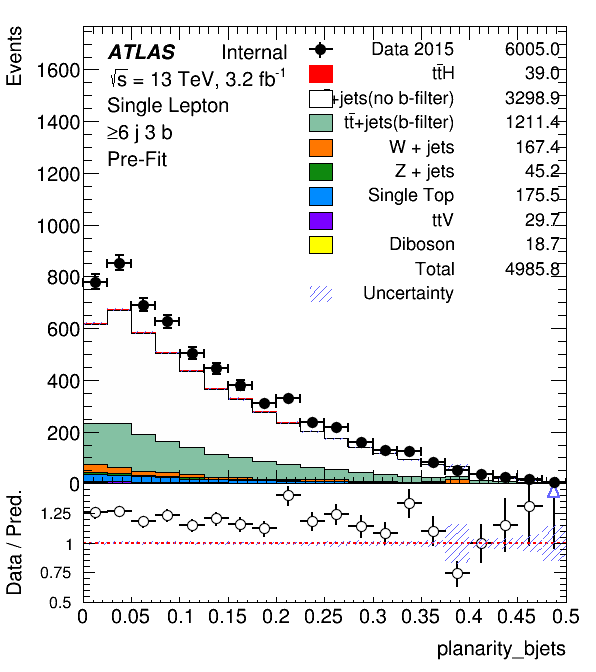 Events
ATLAS Internal
√s = 13 TeV, 3.2 fb-1
Single Lepton
≥6 j 3 b
Pre-Fit
Data 2015 6005.0
tt̄H 39.0
+jets(no b-filter) 3298.9
tt̄+jets(b-filter) 1211.4
W + jets 167.4
Z + jets 45.2
Single Top 175.5
ttV 29.7
Diboson 18.7
Total 4985.8
Uncertainty
1600
1400
1200
1000
800
600
400
200
0
Data / Pred.
1.25
1
0.75
0.5
0 0.05 0.1 0.15 0.2 0.25 0.3 0.35 0.4 0.45 0.5
planarity_bjets